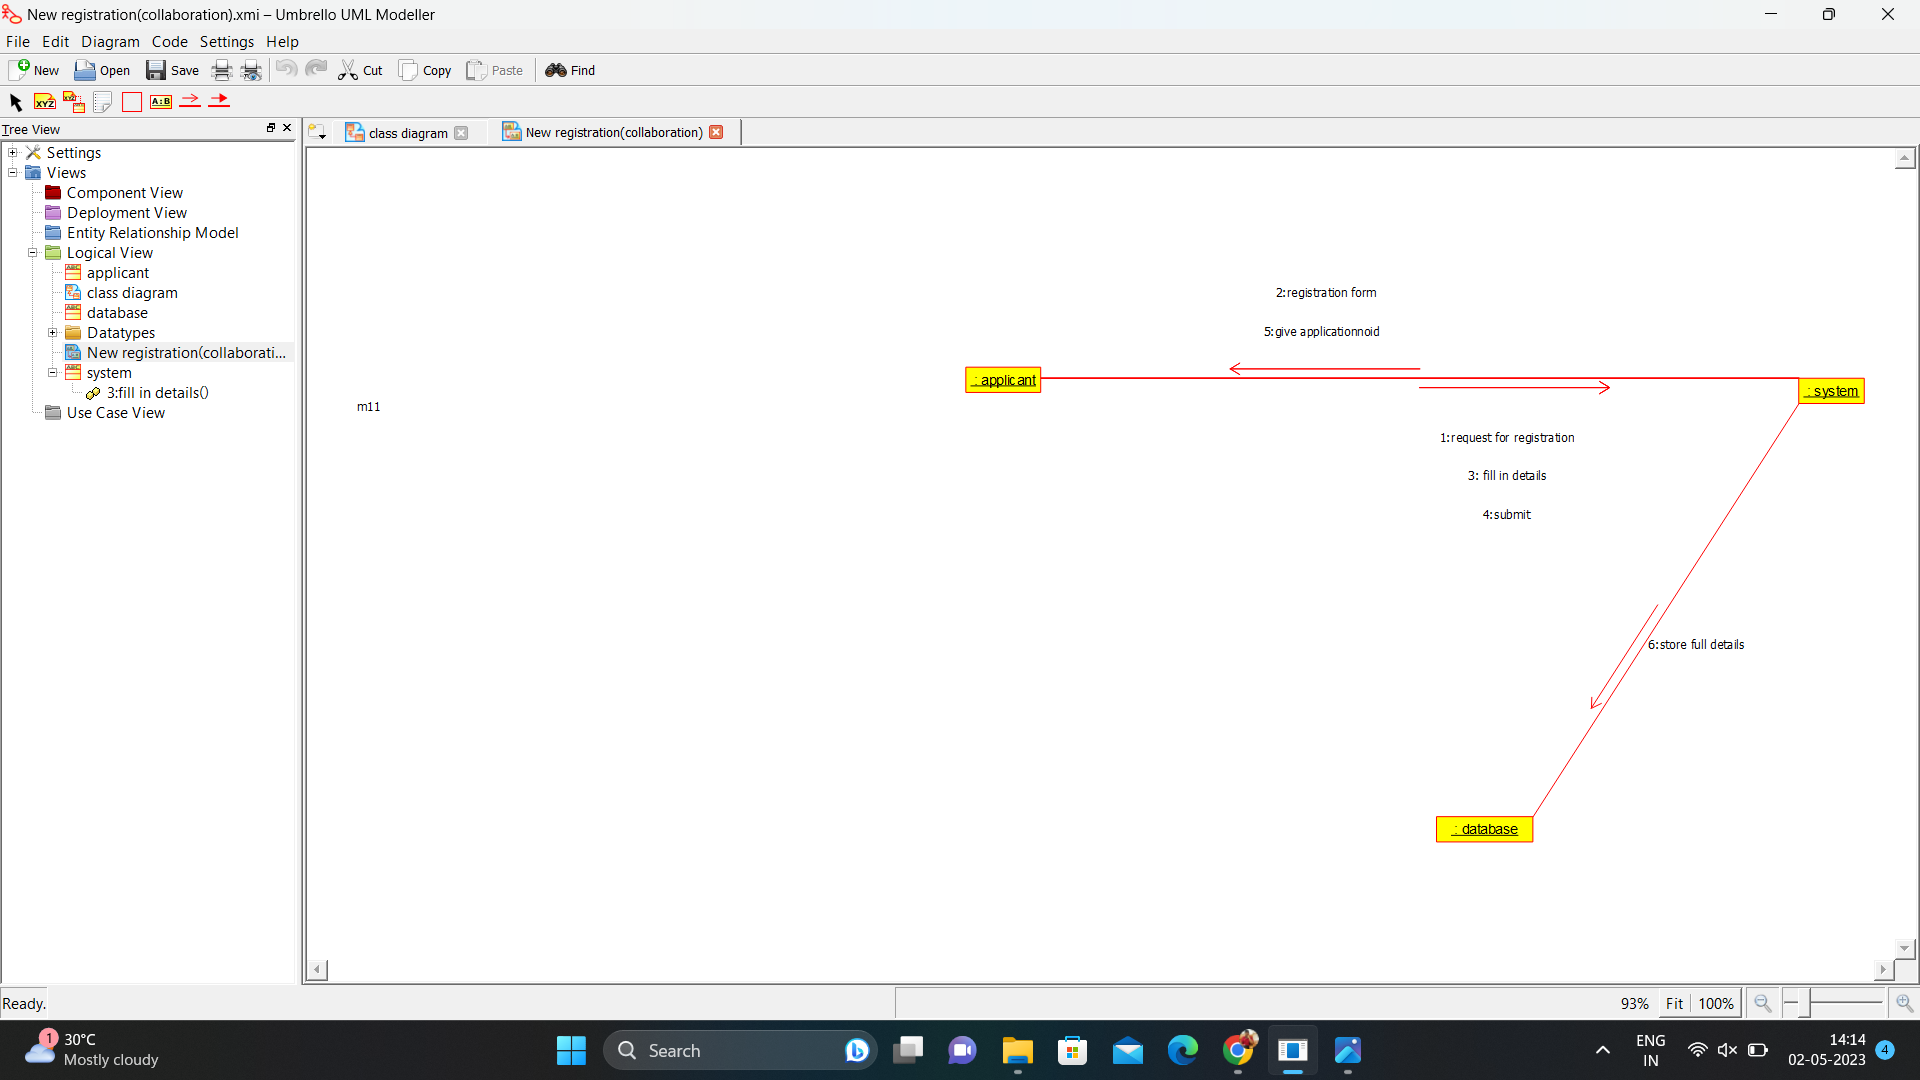 New registration(collaboration).xmi – Umbrello UML Modeller
File Edit Diagram Code Settings Help
New Open Save Cut Copy Paste Find
XYZ XYZ A:B
Tree View
class diagram New registration(collaboration)
Settings
Views
Component View
Deployment View
Entity Relationship Model
Logical View
applicant
class diagram
database
Datatypes
New registration(collaborati...
system
3:fill in details()
Use Case View
2:registration form
5:give applicationnoid
: applicant
: system
m11
1:request for registration
3: fill in details
4:submit
6:store full details
: database
Ready.
93% Fit 100%
1
30°C
Mostly cloudy
Search
ENG
IN
14:14
02-05-2023
4